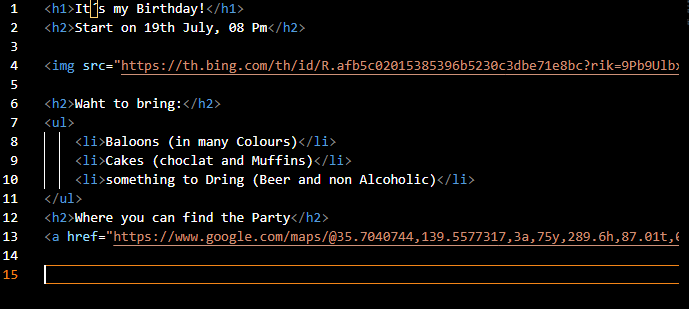 1 <h1>It´s my Birthday!</h1>
2 <h2>Start on 19th July, 08 Pm</h2>
3
4 <img src="https://th.bing.com/th/id/R.afb5c02015385396b5230c3dbe71e8bc?rik=9Pb9Ulbx
5
6 <h2>Waht to bring:</h2>
7 <ul>
8 <li>Baloons (in many Colours)</li>
9 <li>Cakes (choclat and Muffins)</li>
10 <li>something to Dring (Beer and non Alcoholic)</li>
11 </ul>
12 <h2>Where you can find the Party</h2>
13 <a href="https://www.google.com/maps/@35.7040744,139.5577317,3a,75y,289.6h,87.01t,
14
15